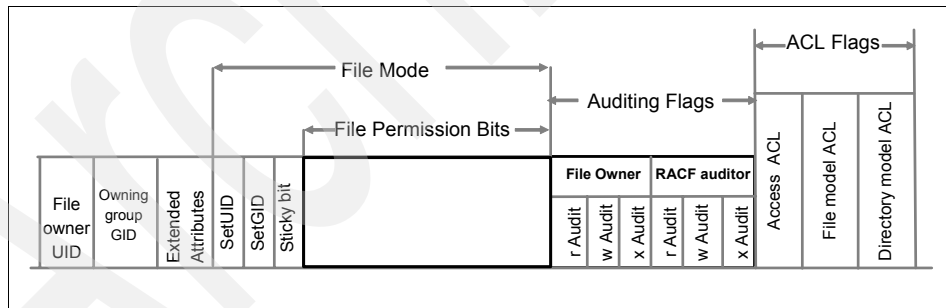 ACL Flags
File Mode
Auditing Flags
File Permission Bits
File
owner
UID
Owning
group
GID
Extended
Attributes
SetUID
SetGID
Sticky bit
File Owner
r Audit
w Audit
x Audit
RACF auditor
r Audit
w Audit
x Audit
Access ACL
File model ACL
Directory model ACL